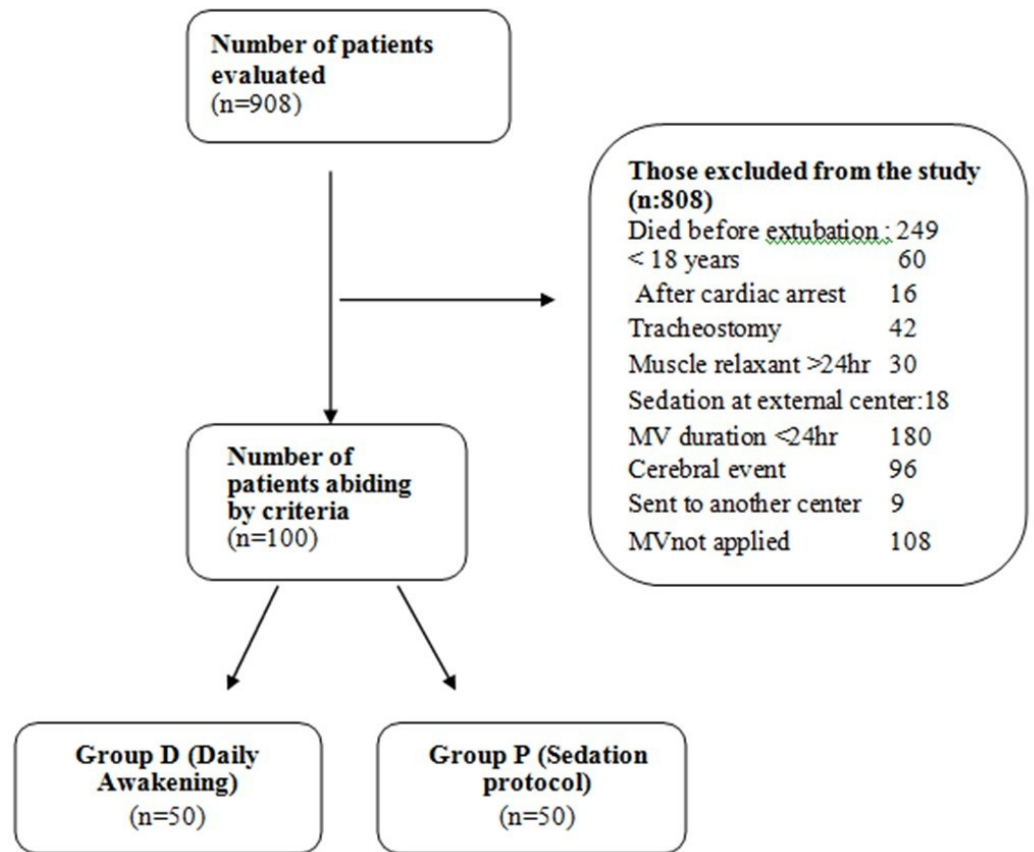 Number of patients
evaluated
(n=908)
Those excluded from the study
(n:808)
Died before extubation : 249
< 18 years 60
After cardiac arrest 16
Tracheostomy 42
Muscle relaxant >24hr 30
Sedation at external center:18
MV duration <24hr 180
Cerebral event 96
Sent to another center 9
MVnot applied 108
Number of
patients abiding
by criteria
(n=100)
Group D (Daily
Awakening)
(n=50)
Group P (Sedation
protocol)
(n=50)